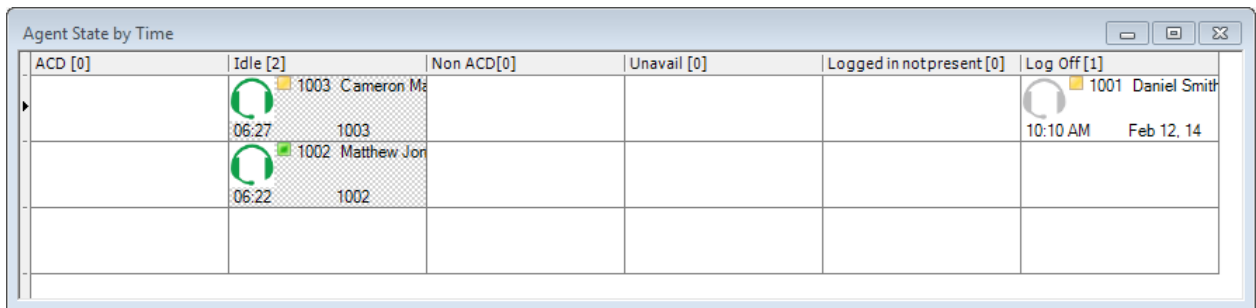 Agent State by Time
ACD [0] Idle [2] Non ACD[0] Unavail [0] Logged in not present [0] Log Off [1]
1003 Cameron Ma 1001 Daniel Smith
06:27 1003 10:10 AM Feb 12, 14
1002 Matthew Jon
06:22 1002